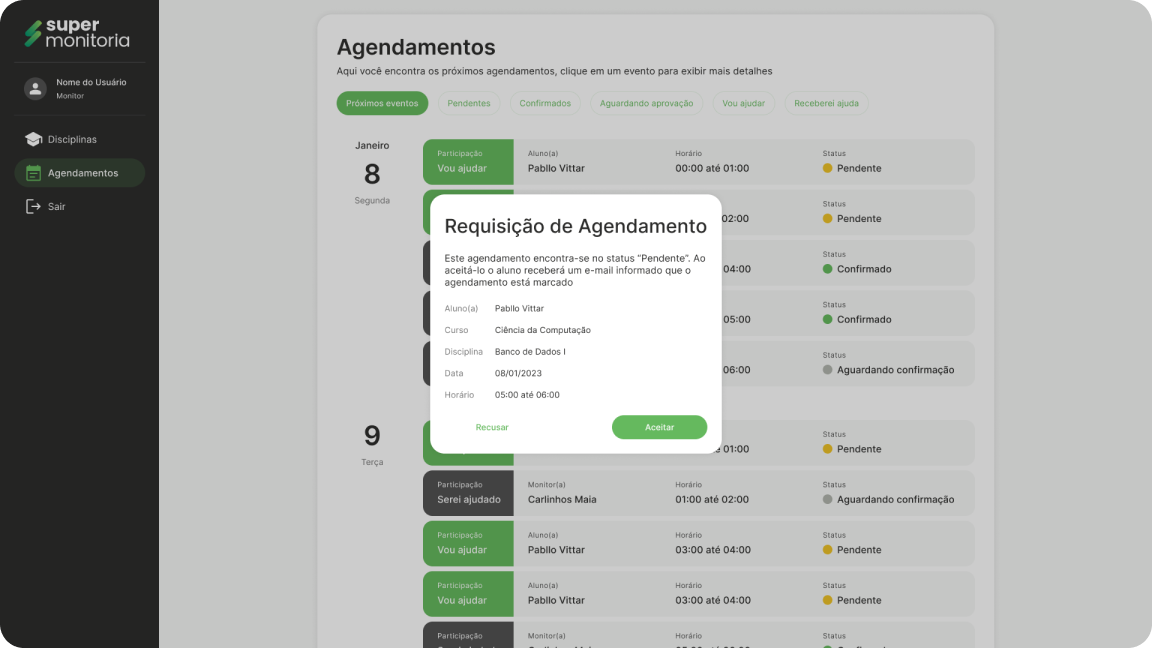 super
monitoria
Nome do Usuário
Monitor
Disciplinas
Agendamentos
Sair
Agendamentos
Aqui você encontra os próximos agendamentos, clique em um evento para exibir mais detalhes
Próximos eventos Pendentes Confirmados Aguardando aprovação Vou ajudar Receberei ajuda
Janeiro
8
Segunda
Participação Aluno(a) Horário Status
Vou ajudar Pabllo Vittar 00:00 até 01:00 Pendente
Status
02:00 Pendente
Status
04:00 Confirmado
Status
05:00 Confirmado
Status
06:00 Aguardando confirmação
Requisição de Agendamento
Este agendamento encontra-se no status “Pendente”. Ao
aceitá-lo o aluno receberá um e-mail informado que o
agendamento está marcado
Aluno(a) Pabllo Vittar
Curso Ciência da Computação
Disciplina Banco de Dados I
Data 08/01/2023
Horário 05:00 até 06:00
Recusar Aceitar
9
Terça
Status
01:00 Pendente
Participação Monitor(a) Horário Status
Serei ajudado Carlinhos Maia 01:00 até 02:00 Aguardando confirmação
Participação Aluno(a) Horário Status
Vou ajudar Pabllo Vittar 03:00 até 04:00 Pendente
Participação Aluno(a) Horário Status
Vou ajudar Pabllo Vittar 03:00 até 04:00 Pendente
Participação Monitor(a) Horário Status